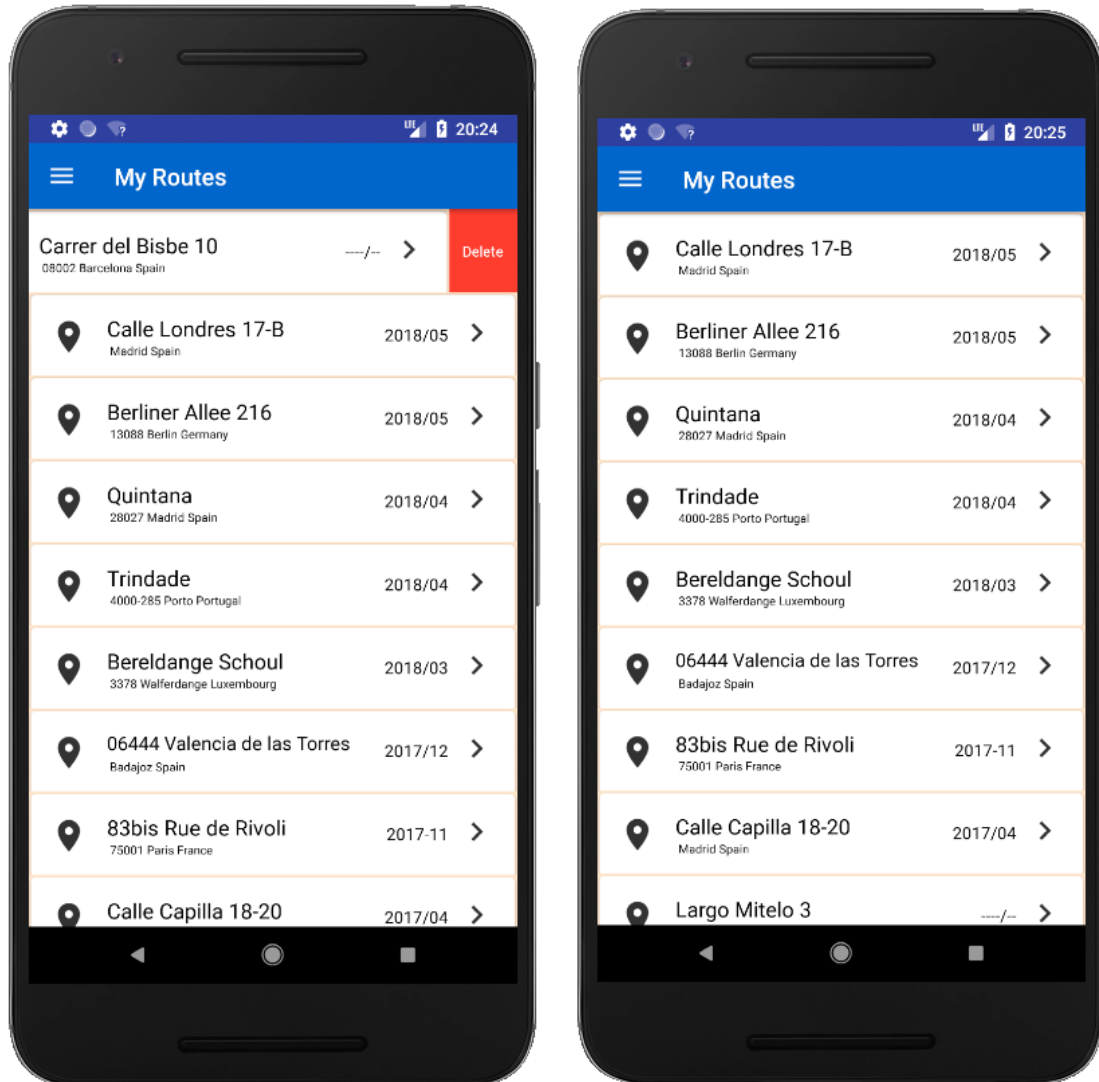 LTE 20:24
My Routes
Carrer del Bisbe 10 ----/-- Delete
08002 Barcelona Spain
Calle Londres 17-B 2018/05
Madrid Spain
Berliner Allee 216 2018/05
13088 Berlin Germany
Quintana 2018/04
28027 Madrid Spain
Trindade 2018/04
4000-285 Porto Portugal
Bereldange Schoul 2018/03
3378 Walferdange Luxembourg
06444 Valencia de las Torres 2017/12
Badajoz Spain
83bis Rue de Rivoli 2017-11
75001 Paris France
Calle Capilla 18-20 2017/04
LTE 20:25
My Routes
Calle Londres 17-B 2018/05
Madrid Spain
Berliner Allee 216 2018/05
13088 Berlin Germany
Quintana 2018/04
28027 Madrid Spain
Trindade 2018/04
4000-285 Porto Portugal
Bereldange Schoul 2018/03
3378 Walferdange Luxembourg
06444 Valencia de las Torres 2017/12
Badajoz Spain
83bis Rue de Rivoli 2017-11
75001 Paris France
Calle Capilla 18-20 2017/04
Madrid Spain
Largo Mitelo 3 ----/--